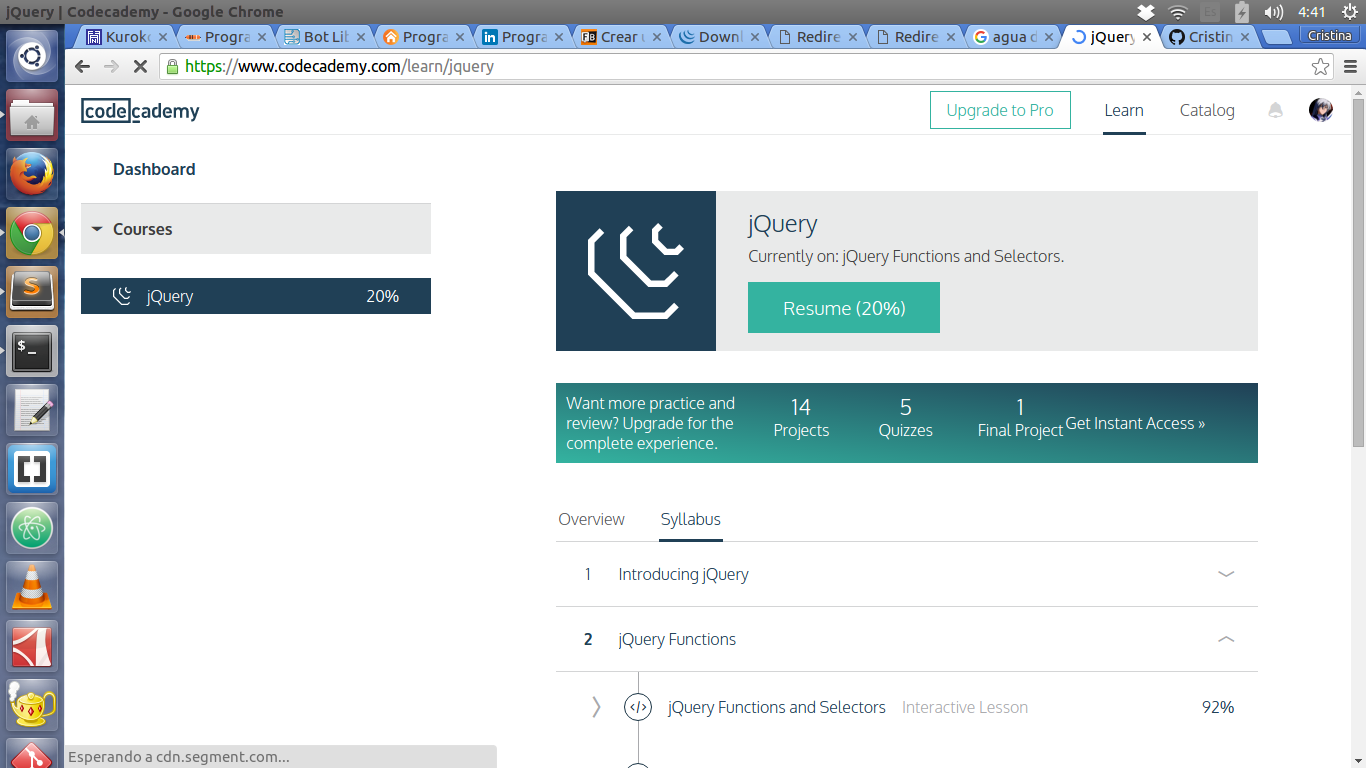 jQuery | Codecademy - Google Chrome
Es
4:41
Kuroko
Progra
Bot Lib
Progra
Progra
Crear u
Downl
Redire
Redire
agua d
jQuery
Cristin
Cristina
https://www.codecademy.com/learn/jquery
codecademy
Upgrade to Pro
Learn
Catalog
Dashboard
Courses
jQuery 20%
jQuery
Currently on: jQuery Functions and Selectors.
Resume (20%)
Want more practice and
review? Upgrade for the
complete experience.
14
Projects
5
Quizzes
1
Final Project
Get Instant Access »
Overview
Syllabus
1 Introducing jQuery
2 jQuery Functions
</> jQuery Functions and Selectors Interactive Lesson 92%
Esperando a cdn.segment.com...